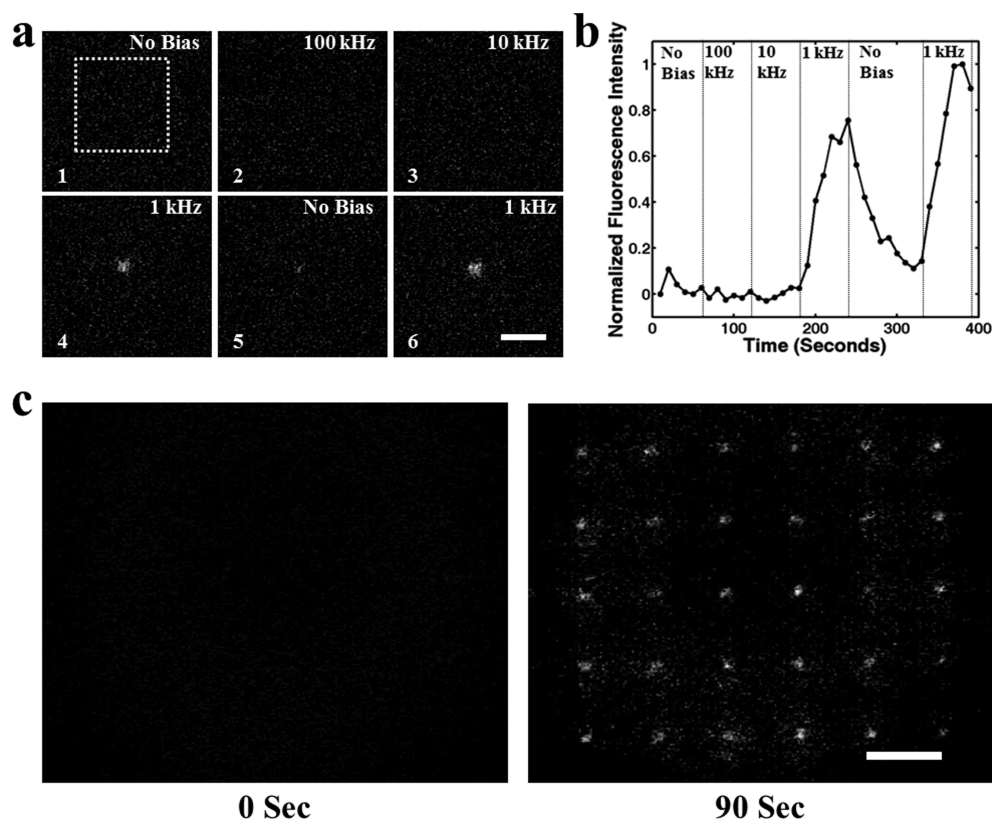 a
No Bias
1
100 kHz
2
10 kHz
3
1 kHz
4
No Bias
5
1 kHz
6
b
Normalized Fluorescence Intensity
1
0.8
0.6
0.4
0.2
0
No Bias
100 kHz
10 kHz
1 kHz
No Bias
1 kHz
0
100
200
300
400
Time (Seconds)
c
0 Sec
90 Sec